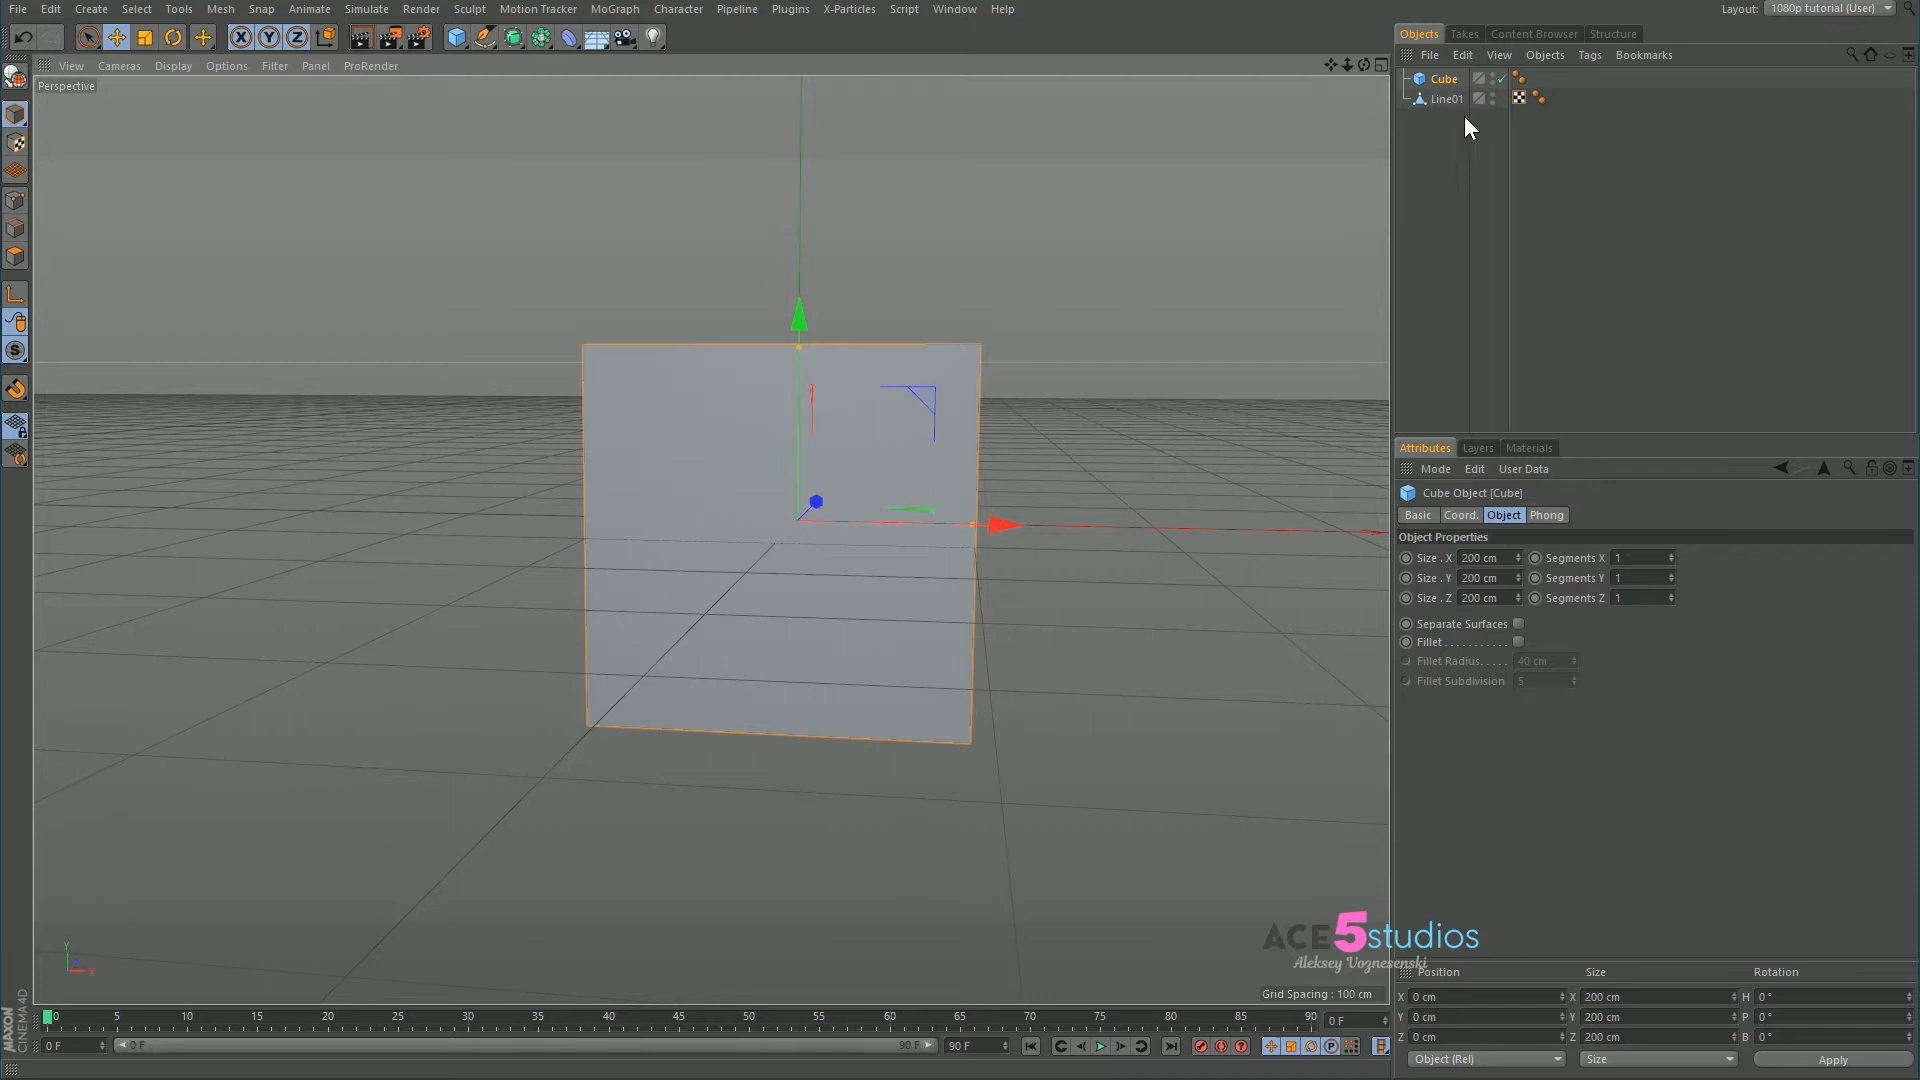 File Edit Create Select Tools Mesh Snap Animate Simulate Render Sculpt Motion Tracker MoGraph Character Pipeline Plugins X-Particles Script Window Help
Layout: 1080p tutorial (User)
X Y Z
View Cameras Display Options Filter Panel ProRender
Perspective
Objects Takes Content Browser Structure
File Edit View Objects Tags Bookmarks
Cube
Line01
Attributes Layers Materials
Mode Edit User Data
Cube Object [Cube]
Basic Coord. Object Phong
Object Properties
Size . X 200 cm Segments X 1
Size . Y 200 cm Segments Y 1
Size . Z 200 cm Segments Z 1
Separate Surfaces
Fillet . . . . . . . . . . .
Fillet Radius. . . . . 40 cm
Fillet Subdivision 5
S
ACE5studios
Aleksey Voznesenski
Y
X
Grid Spacing : 100 cm
Position Size Rotation
X 0 cm X 200 cm H 0 °
Y 0 cm Y 200 cm P 0 °
Z 0 cm Z 200 cm B 0 °
Object (Rel) Size Apply
0 5 10 15 20 25 30 35 40 45 50 55 60 65 70 75 80 85 90
0 F
0 F 0 F 90 F 90 F
P
MAXON
CINEMA4D